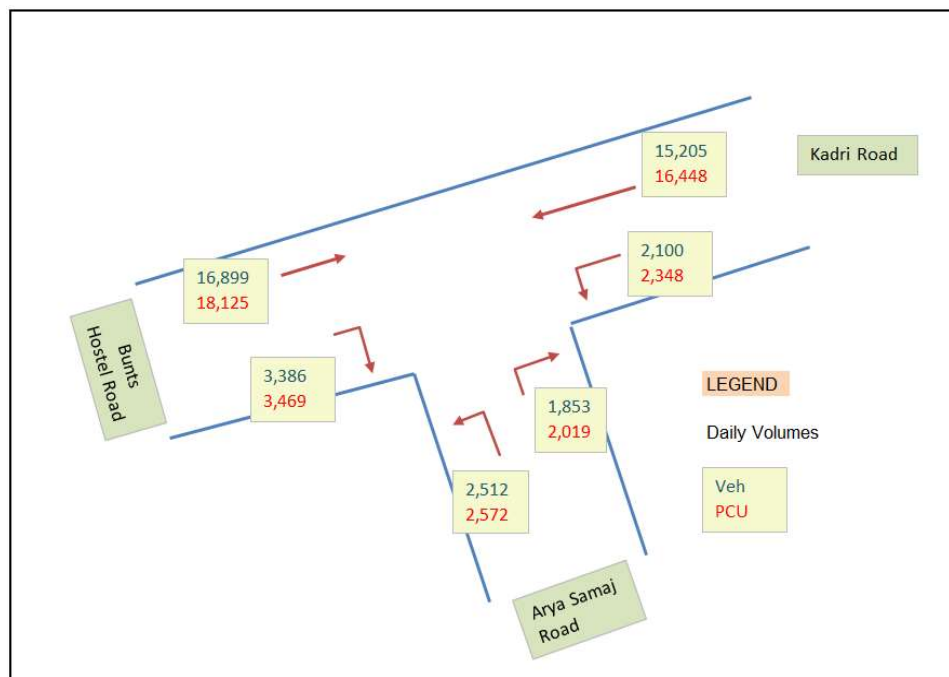 15,205
16,448
Kadri Road
2,100
2,348
16,899
18,125
Bunts
Hostel Road
3,386
3,469
1,853
2,019
2,512
2,572
LEGEND
Daily Volumes
Veh
PCU
Arya Samaj
Road